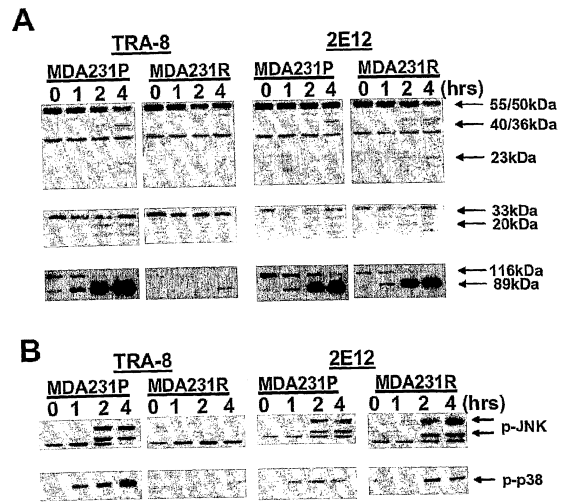 A
TRA-8 2E12
MDA231P MDA231R MDA231P MDA231R
0 1 2 4 0 1 2 4 0 1 2 4 0 1 2 4 (hrs)
55/50kDa
40/36kDa
23kDa
33kDa
20kDa
116kDa
89kDa
B
TRA-8 2E12
MDA231P MDA231R MDA231P MDA231R
0 1 2 4 0 1 2 4 0 1 2 4 0 1 2 4 (hrs)
p-JNK
p-p38